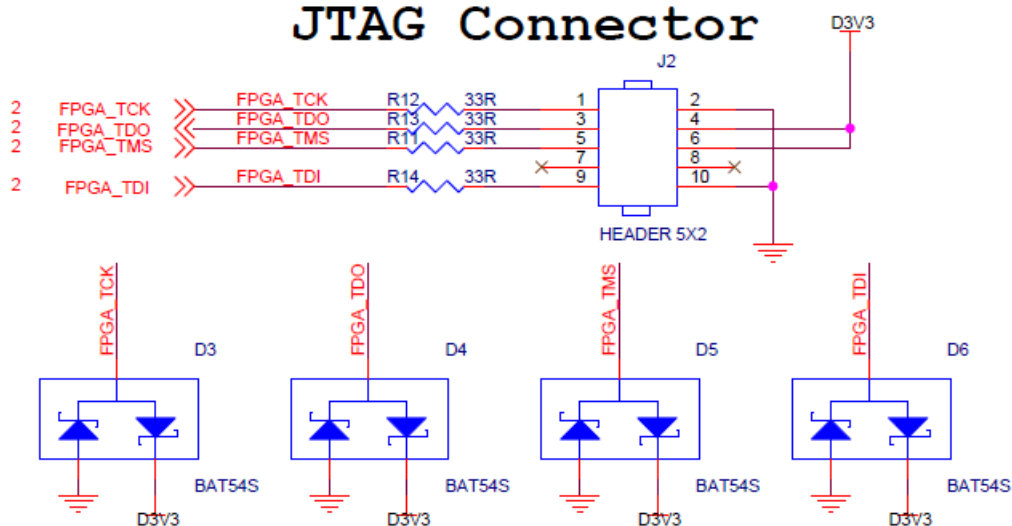 JTAG Connector
D3V3
J2
2 FPGA_TCK FPGA_TCK R12 33R 1 2
2 FPGA_TDO FPGA_TDO R13 33R 3 4
2 FPGA_TMS FPGA_TMS R11 33R 5 6
7 8
2 FPGA_TDI FPGA_TDI R14 33R 9 10
HEADER 5X2
FPGA_TCK FPGA_TDO FPGA_TMS FPGA_TDI
D3 D4 D5 D6
BAT54S BAT54S BAT54S BAT54S
D3V3 D3V3 D3V3 D3V3